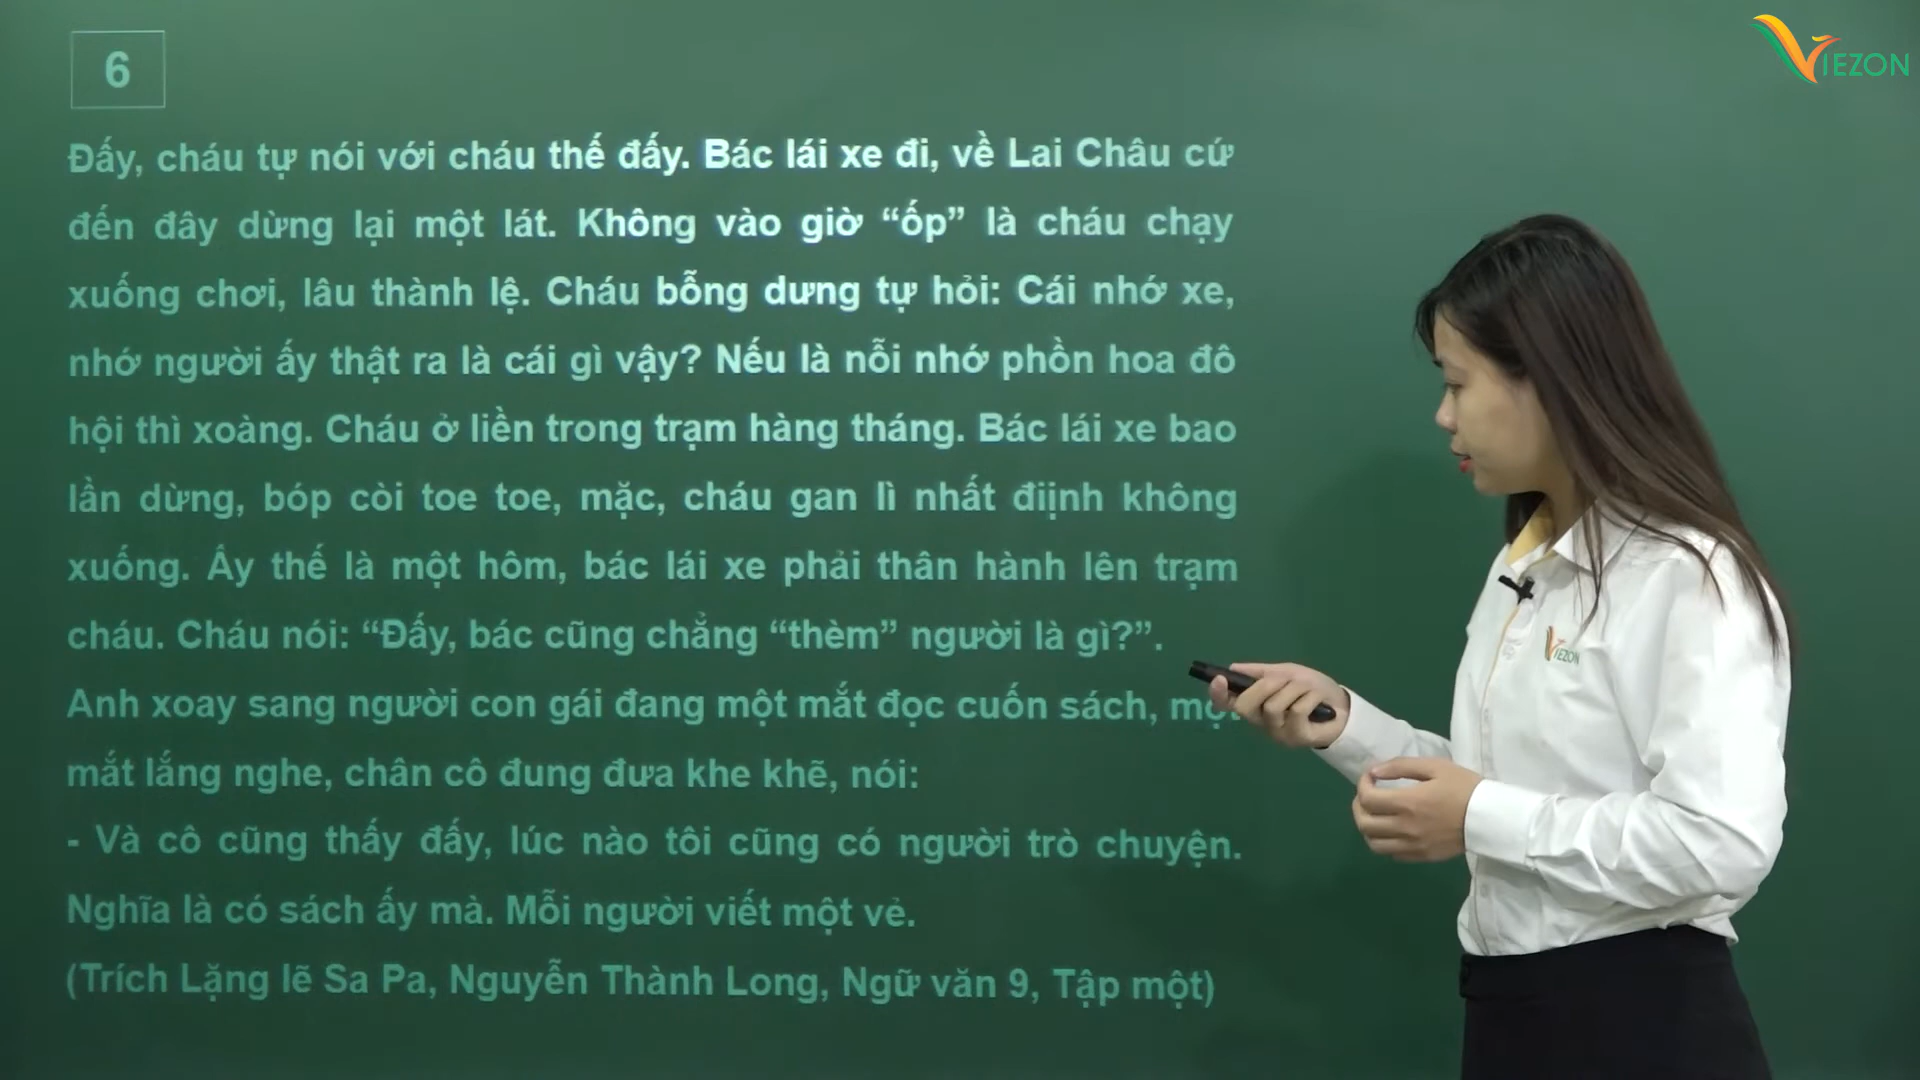 6
VIEZON
Đấy, cháu tự nói với cháu thế đấy. Bác lái xe đi, về Lai Châu cứ
đến đây dừng lại một lát. Không vào giờ “ốp” là cháu chạy
xuống chơi, lâu thành lệ. Cháu bỗng dưng tự hỏi: Cái nhớ xe,
nhớ người ấy thật ra là cái gì vậy? Nếu là nỗi nhớ phồn hoa đô
hội thì xoàng. Cháu ở liền trong trạm hàng tháng. Bác lái xe bao
lần dừng, bóp còi toe toe, mặc, cháu gan lì nhất điịnh không
xuống. Ấy thế là một hôm, bác lái xe phải thân hành lên trạm
cháu. Cháu nói: “Đấy, bác cũng chẳng “thèm” người là gì?”.
Anh xoay sang người con gái đang một mắt đọc cuốn sách, một
mắt lắng nghe, chân cô đung đưa khe khẽ, nói:
- Và cô cũng thấy đấy, lúc nào tôi cũng có người trò chuyện.
Nghĩa là có sách ấy mà. Mỗi người viết một vẻ.
(Trích Lặng lẽ Sa Pa, Nguyễn Thành Long, Ngữ văn 9, Tập một)
VIEZON